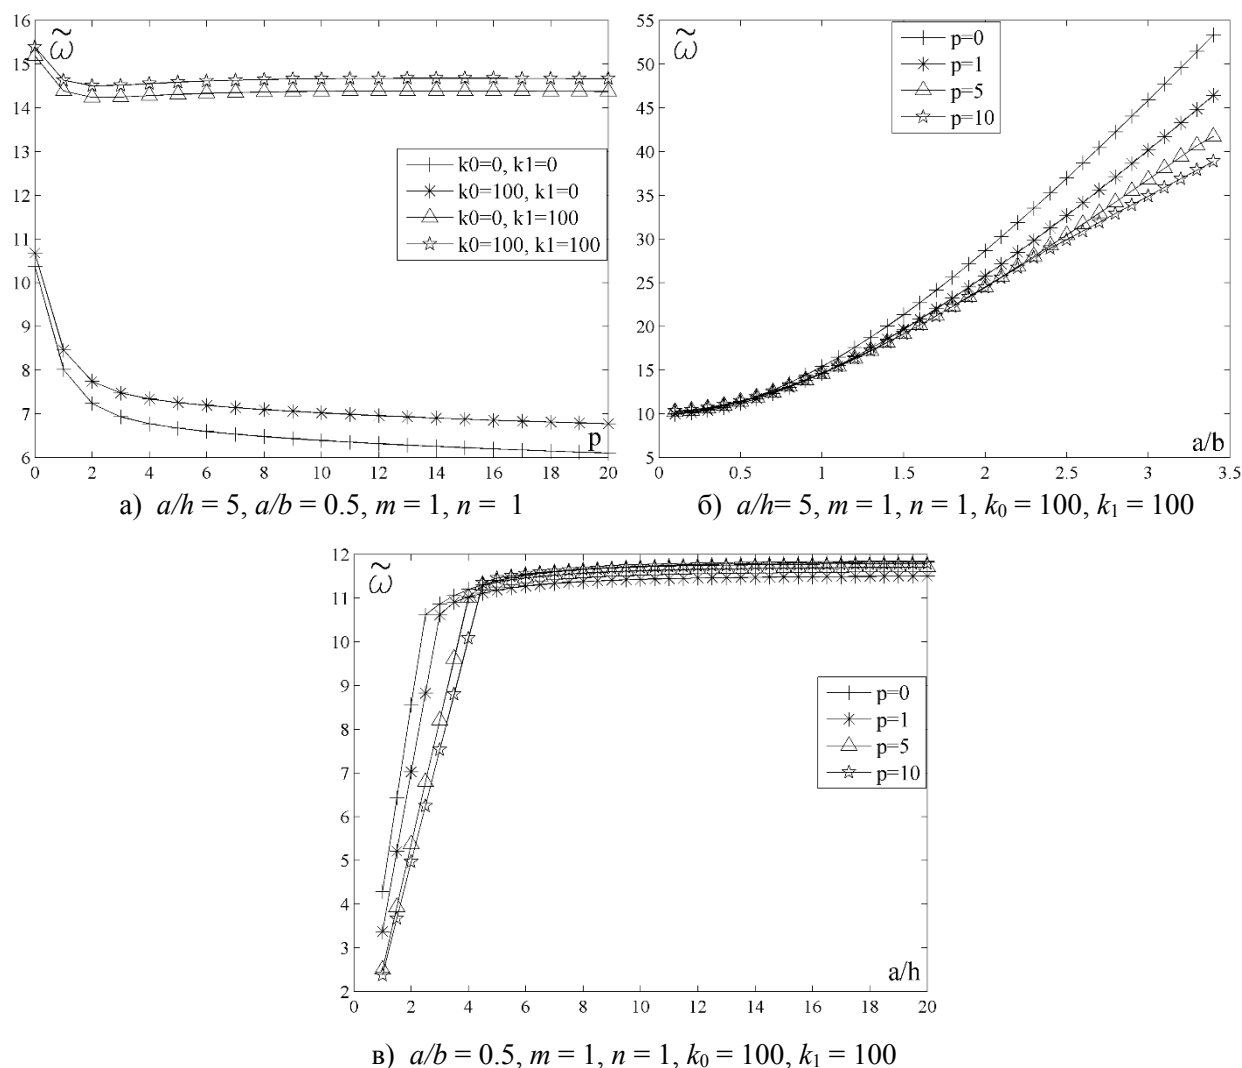 16
15
14
13
12
11
10
9
8
7
6
0 2 4 6 8 10 12 14 16 18 20
ω̃
p
k0=0, k1=0
k0=100, k1=0
k0=0, k1=100
k0=100, k1=100
а) a/h = 5, a/b = 0.5, m = 1, n = 1
55
50
45
40
35
30
25
20
15
10
5
0 0.5 1 1.5 2 2.5 3 3.5
ω̃
a/b
p=0
p=1
p=5
p=10
б) a/h= 5, m = 1, n = 1, k₀ = 100, k₁ = 100
12
11
10
9
8
7
6
5
4
3
2
0 2 4 6 8 10 12 14 16 18 20
ω̃
a/h
p=0
p=1
p=5
p=10
в) a/b = 0.5, m = 1, n = 1, k₀ = 100, k₁ = 100